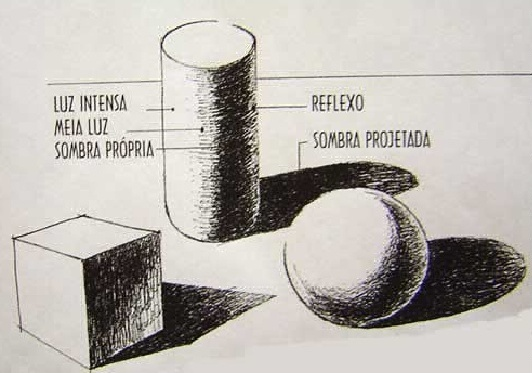 LUZ INTENSA
MEIA LUZ
SOMBRA PRÓPRIA
REFLEXO
SOMBRA PROJETADA